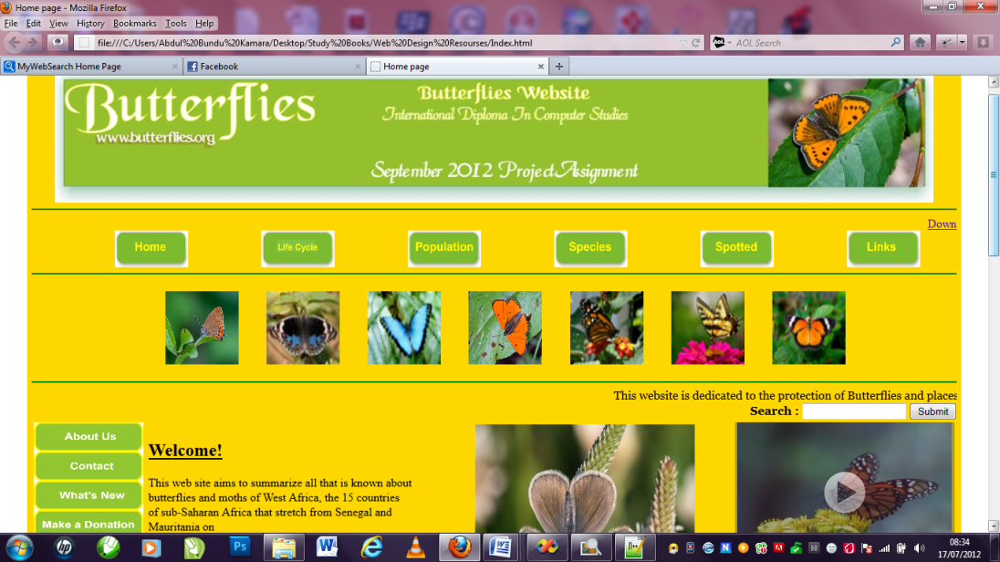 Home page - Mozilla Firefox
File Edit View History Bookmarks Tools Help
file:///C:/Users/Abdul%20Bundu%20Kamara/Desktop/Study%20Books/Web%20Design%20Resourses/Index.html
AOL Search
MyWebSearch Home Page
Facebook
Home page
Butterflies
www.butterflies.org
Butterflies Website
International Diploma In Computer Studies
September 2012 Project Assignment
Down
Home
Life Cycle
Population
Species
Spotted
Links
This website is dedicated to the protection of Butterflies and places
Search :
Submit
About Us
Contact
What's New
Make a Donation
Welcome!
This web site aims to summarize all that is known about
butterflies and moths of West Africa, the 15 countries
of sub-Saharan Africa that stretch from Senegal and
Mauritania on
08:34
17/07/2012